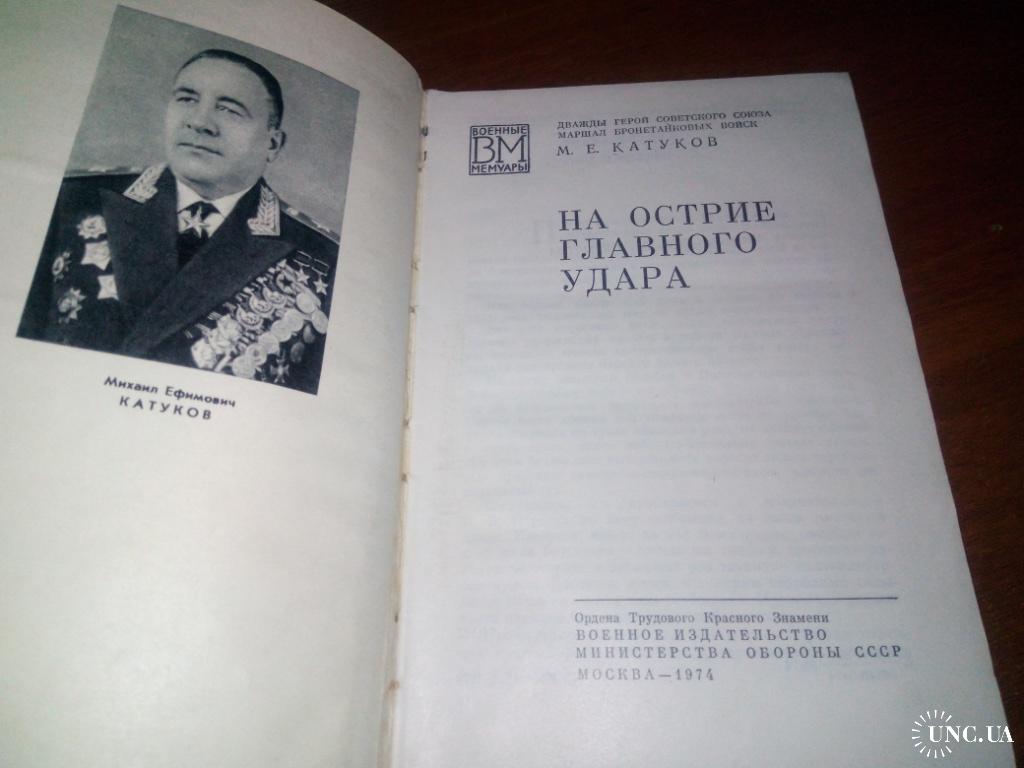 Михаил Ефимович
КАТУКОВ
ВОЕННЫЕ
ВМ
МЕМУАРЫ
ДВАЖДЫ ГЕРОЙ СОВЕТСКОГО СОЮЗА
МАРШАЛ БРОНЕТАНКОВЫХ ВОЙСК
М. Е. КАТУКОВ
НА ОСТРИЕ
ГЛАВНОГО
УДАРА
Ордена Трудового Красного Знамени
ВОЕННОЕ ИЗДАТЕЛЬСТВО
МИНИСТЕРСТВА ОБОРОНЫ СССР
МОСКВА—1974
UNC.UA